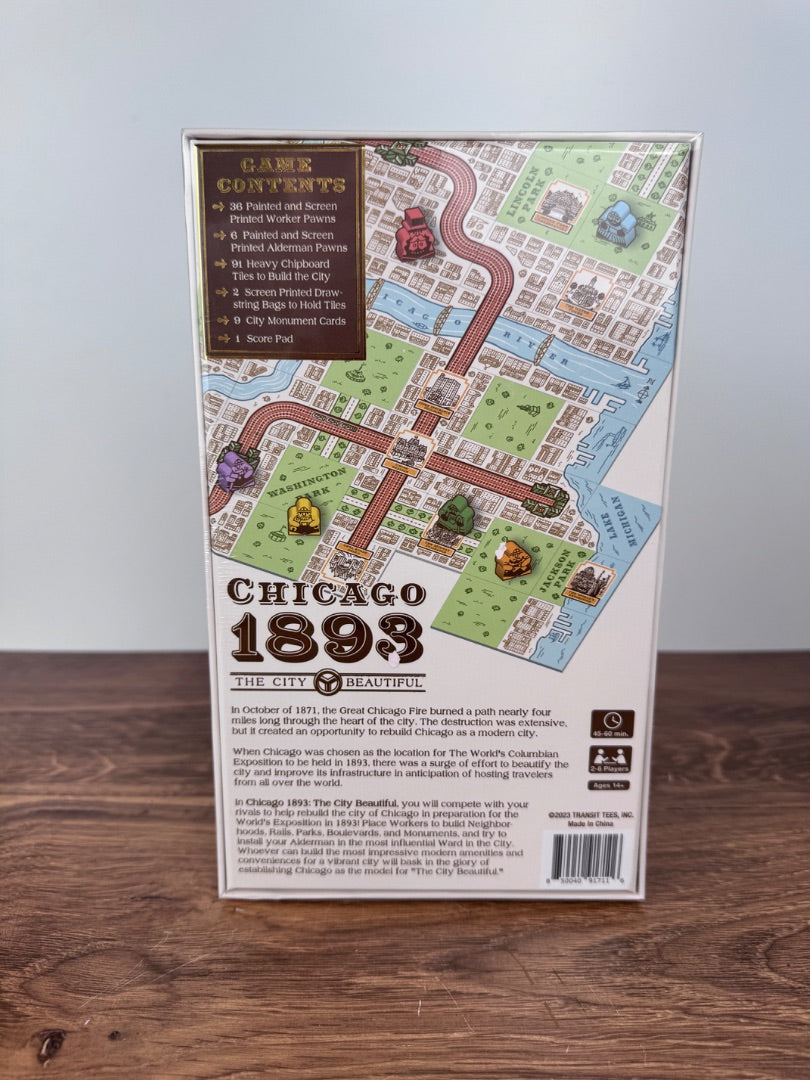 GAME
CONTENTS
36 Painted and Screen
Printed Worker Pawns
6 Painted and Screen
Printed Alderman Pawns
91 Heavy Chipboard
Tiles to Build the City
2 Screen Printed Draw-
string Bags to Hold Tiles
9 City Monument Cards
1 Score Pad
LINCOLN
PARK
CHICAGO RIVER
WASHINGTON
PARK
LAKE
MICHIGAN
JACKSON
PARK
CHICAGO
1893
THE CITY BEAUTIFUL
In October of 1871, the Great Chicago Fire burned a path nearly four
miles long through the heart of the city. The destruction was extensive,
but it created an opportunity to rebuild Chicago as a modern city.
When Chicago was chosen as the location for The World's Columbian
Exposition to be held in 1893, there was a surge of effort to beautify the
city and improve its infrastructure in anticipation of hosting travelers
from all over the world.
In Chicago 1893: The City Beautiful, you will compete with your
rivals to help rebuild the city of Chicago in preparation for the
World's Exposition in 1893! Place Workers to build Neighbor-
hoods, Rails, Parks, Boulevards, and Monuments, and try to
install your Alderman in the most influential Ward in the City.
Whoever can build the most impressive modern amenities and
conveniences for a vibrant city will bask in the glory of
establishing Chicago as the model for "The City Beautiful."
45-60 min.
2-6 Players
Ages 14+
©2023 TRANSIT TEES, INC.
Made in China
8 50040 91711 6